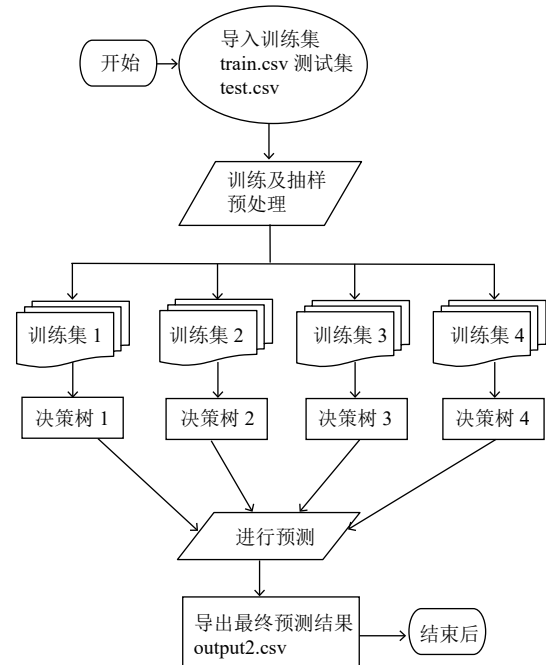 开始
导入训练集
train.csv 测试集
test.csv
训练及抽样
预处理
训练集 1
训练集 2
训练集 3
训练集 4
决策树 1
决策树 2
决策树 3
决策树 4
进行预测
导出最终预测结果
output2.csv
结束后